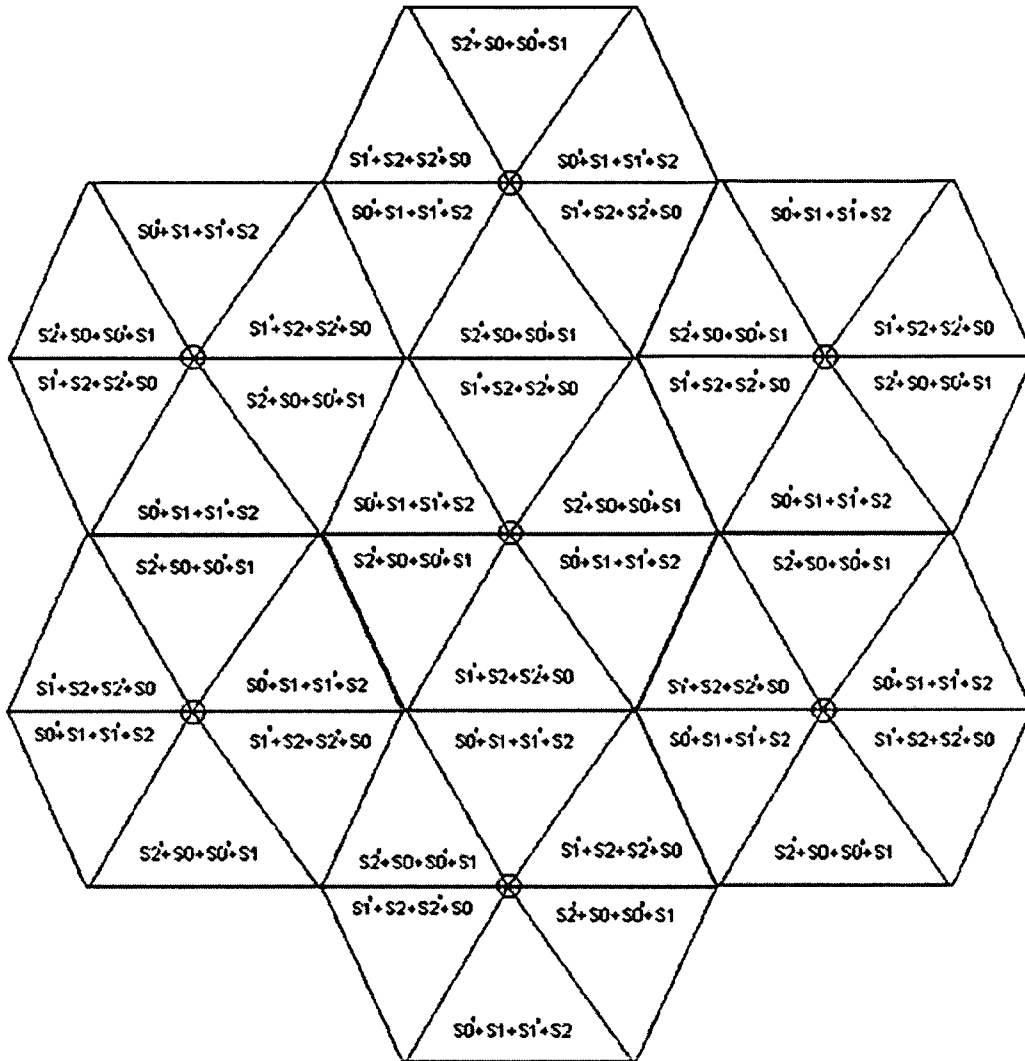 S2'+S0+S0'+S1
S1'+S2+S2'+S0 S0'+S1+S1'+S2
S0'+S1+S1'+S2 S1'+S2+S2'+S0 S0'+S1+S1'+S2
S0'+S1+S1'+S2
S2'+S0+S0'+S1 S1'+S2+S2'+S0 S2'+S0+S0'+S1 S2'+S0+S0'+S1 S1'+S2+S2'+S0
S1'+S2+S2'+S0 S2'+S0+S0'+S1 S1'+S2+S2'+S0 S1'+S2+S2'+S0 S2'+S0+S0'+S1
S0'+S1+S1'+S2 S0'+S1+S1'+S2 S2'+S0+S0'+S1 S0'+S1+S1'+S2
S2'+S0+S0'+S1 S2'+S0+S0'+S1 S0'+S1+S1'+S2 S2'+S0+S0'+S1
S1'+S2+S2'+S0 S0'+S1+S1'+S2 S1'+S2+S2'+S0 S1'+S2+S2'+S0 S0'+S1+S1'+S2
S0'+S1+S1'+S2 S1'+S2+S2'+S0 S0'+S1+S1'+S2 S0'+S1+S1'+S2 S1'+S2+S2'+S0
S2'+S0+S0'+S1 S2'+S0+S0'+S1 S1'+S2+S2'+S0 S2'+S0+S0'+S1
S1'+S2+S2'+S0 S2'+S0+S0'+S1
S0'+S1+S1'+S2